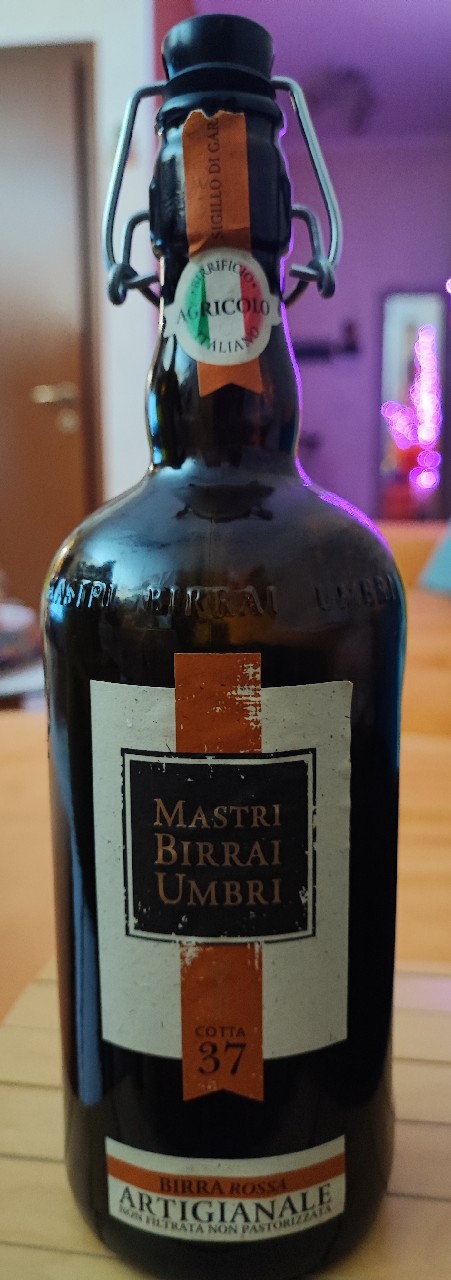 SIGILLO DI GAR
BIRRIFICIO
AGRICOLO
ITALIANO
MASTRI BIRRAI UMBRI
MASTRI
BIRRAI
UMBRI
COTTA
37
BIRRA ROSSA
ARTIGIANALE
NON FILTRATA NON PASTORIZZATA